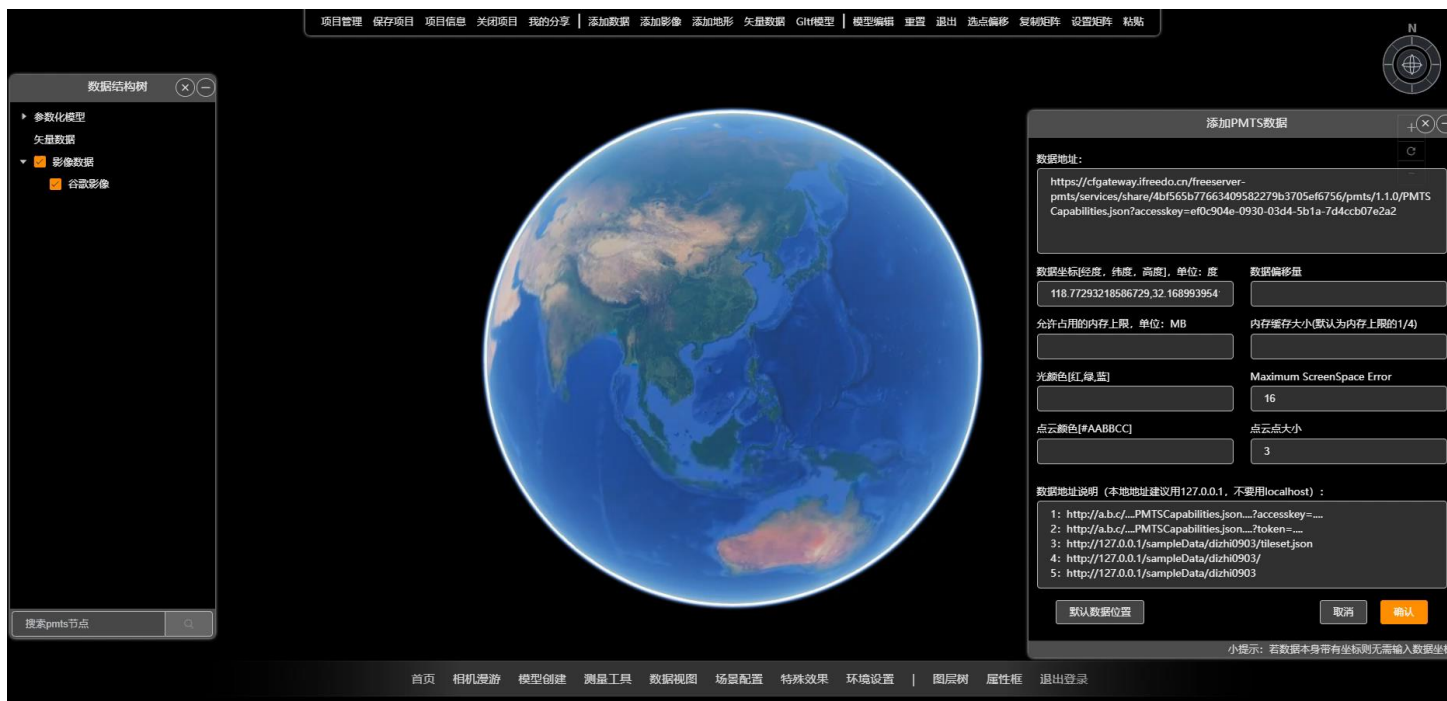 项目管理 保存项目 项目信息 关闭项目 我的分享 | 添加数据 添加影像 添加地形 矢量数据 Gltf模型 | 模型编辑 重置 退出 选点偏移 复制矩阵 设置矩阵 粘贴
N
数据结构树
参数化模型
矢量数据
影像数据
谷歌影像
搜索pmts节点
添加PMTS数据
数据地址：
https://cfgateway.ifreedo.cn/freeserver-
pmts/services/share/4bf565b77663409582279b3705ef6756/pmts/1.1.0/PMTS
Capabilities.json?accesskey=ef0c904e-0930-03d4-5b1a-7d4ccb07e2a2
数据坐标[经度，纬度，高度]，单位：度 数据偏移量
118.77293218586729,32.168993954
允许占用的内存上限，单位：MB 内存缓存大小(默认为内存上限的1/4)
光颜色[红,绿,蓝] Maximum ScreenSpace Error
16
点云颜色[#AABBCC] 点云点大小
3
数据地址说明（本地地址建议用127.0.0.1，不要用localhost）：
1：http://a.b.c/....PMTSCapabilities.json....?accesskey=....
2：http://a.b.c/....PMTSCapabilities.json....?token=....
3：http://127.0.0.1/sampleData/dizhi0903/tileset.json
4：http://127.0.0.1/sampleData/dizhi0903/
5：http://127.0.0.1/sampleData/dizhi0903
默认数据位置 取消 确认
小提示：若数据本身带有坐标则无需输入数据坐标
首页 相机漫游 模型创建 测量工具 数据视图 场景配置 特殊效果 环境设置 | 图层树 属性框 退出登录